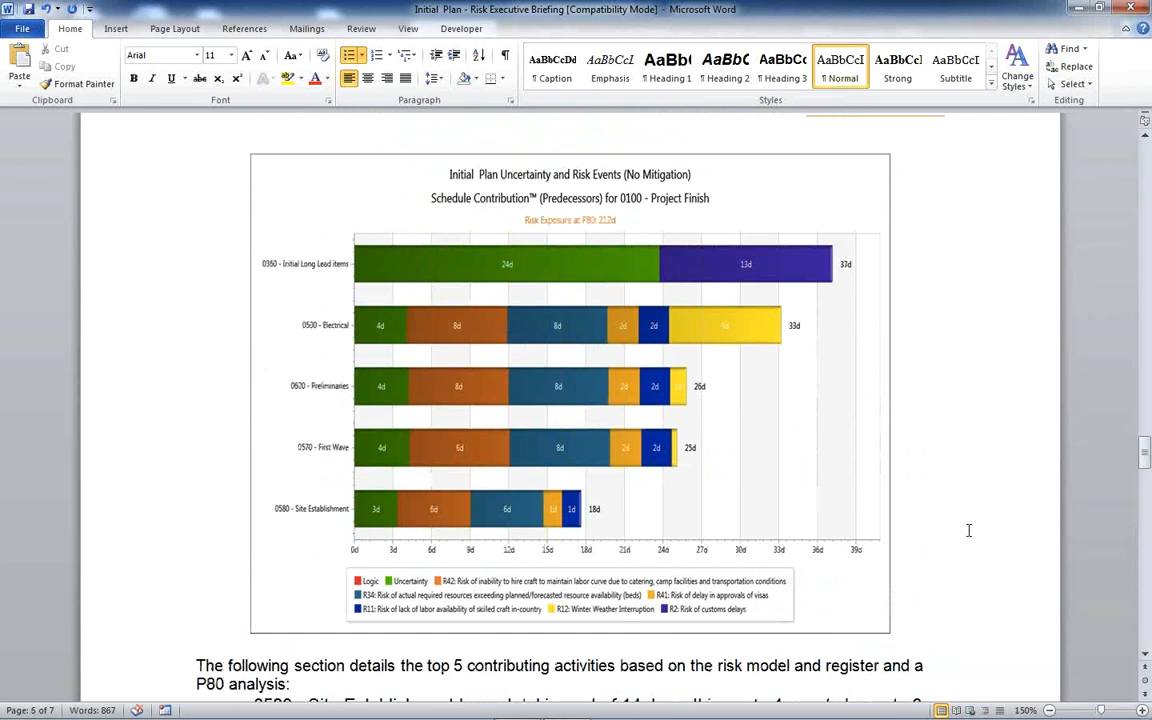 Initial  Plan - Risk Executive Briefing [Compatibility Mode]  -  Microsoft Word
File Home Insert Page Layout References Mailings Review View Developer
Paste
Cut
Copy
Format Painter
Clipboard
Arial 11
Font
Paragraph
AaBbCcDd AaBbCcI AaBbCc AaBbCc AaBbCc AaBbCcI AaBbCc AaBbCcI
¶ Caption Emphasis ¶ Heading 1 ¶ Heading 2 ¶ Heading 3 ¶ Normal Strong Subtitle
Change Styles
Styles
Find
Replace
Select
Editing
Initial  Plan Uncertainty and Risk Events (No Mitigation)
Schedule Contribution™ (Predecessors) for 0100 - Project Finish
Risk Exposure at P80: 212d
0360 - Initial Long Lead items 24d 13d 37d
0500 - Electrical 4d 8d 8d 2d 2d 9d 33d
0620 - Preliminaries 4d 8d 8d 2d 2d 26d
0570 - First Wave 4d 6d 8d 2d 2d 25d
0580 - Site Establishment 3d 6d 6d 1d 1d 18d
0d 3d 6d 9d 12d 15d 18d 21d 24d 27d 30d 33d 36d 39d
Logic Uncertainty R42: Risk of inability to hire craft to maintain labor curve due to catering, camp facilities and transportation conditions
R34: Risk of actual required resources exceeding planned/forecasted resource availability (beds) R41: Risk of delay in approvals of visas
R11: Risk of lack of labor availability of skilled craft in-country R12: Winter Weather Interruption R2: Risk of customs delays
The following section details the top 5 contributing activities based on the risk model and register and a
P80 analysis:
Page: 5 of 7 Words: 867 150%